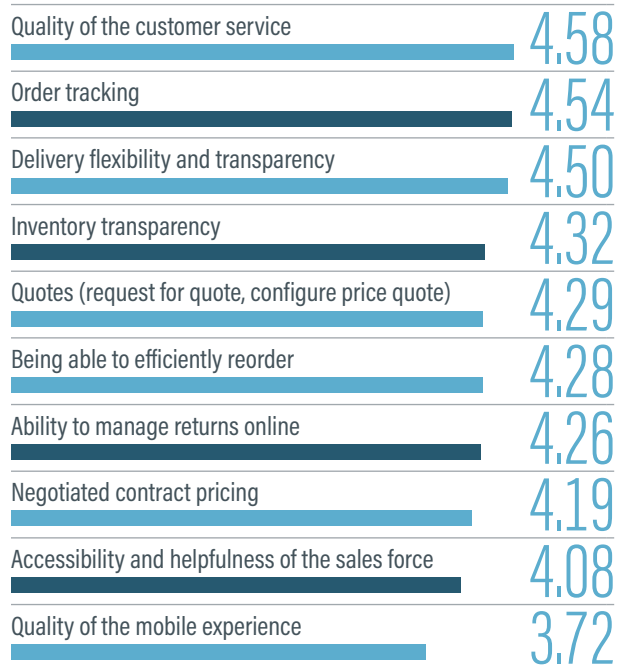 Quality of the customer service
4.58
Order tracking
4.54
Delivery flexibility and transparency
4.50
Inventory transparency
4.32
Quotes (request for quote, configure price quote)
4.29
Being able to efficiently reorder
4.28
Ability to manage returns online
4.26
Negotiated contract pricing
4.19
Accessibility and helpfulness of the sales force
4.08
Quality of the mobile experience
3.72